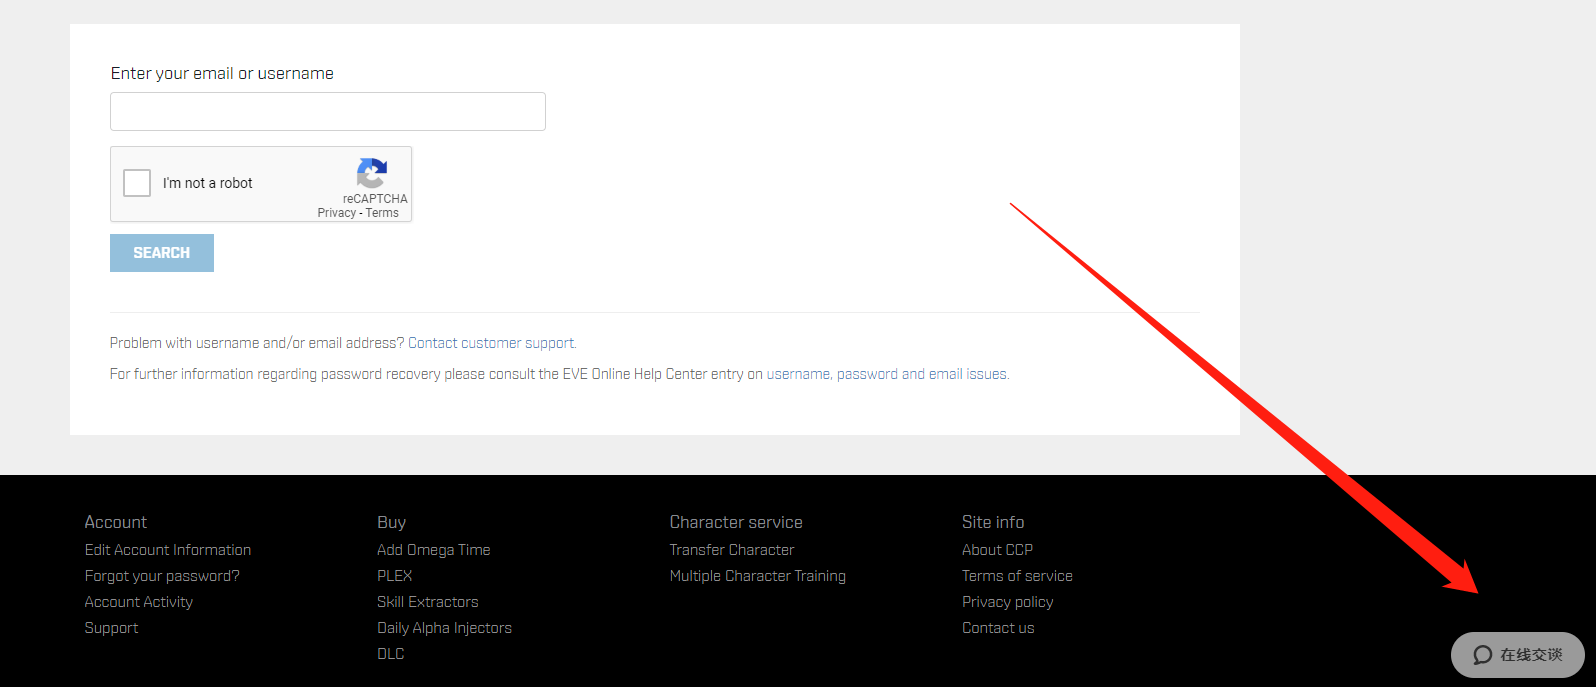 Enter your email or username
I'm not a robot
reCAPTCHA
Privacy - Terms
SEARCH
Problem with username and/or email address? Contact customer support.
For further information regarding password recovery please consult the EVE Online Help Center entry on username, password and email issues.
Account
Edit Account Information
Forgot your password?
Account Activity
Support
Buy
Add Omega Time
PLEX
Skill Extractors
Daily Alpha Injectors
DLC
Character service
Transfer Character
Multiple Character Training
Site info
About CCP
Terms of service
Privacy policy
Contact us
在线交谈